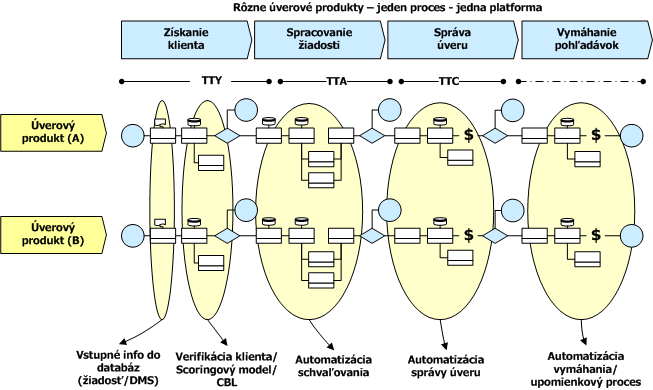 Rôzne úverové produkty – jeden proces - jedna platforma
Získanie
klienta
Spracovanie
žiadosti
Správa
úveru
Vymáhanie
pohľadávok
TTY
TTA
TTC
Úverový
produkt (A)
$
$
Úverový
produkt (B)
$
$
Vstupné info do
databáz
(žiadosť/DMS)
Verifikácia klienta/
Scoringový model/
CBL
Automatizácia
schvaľovania
Automatizácia
správy úveru
Automatizácia
vymáhania/
upomienkový proces